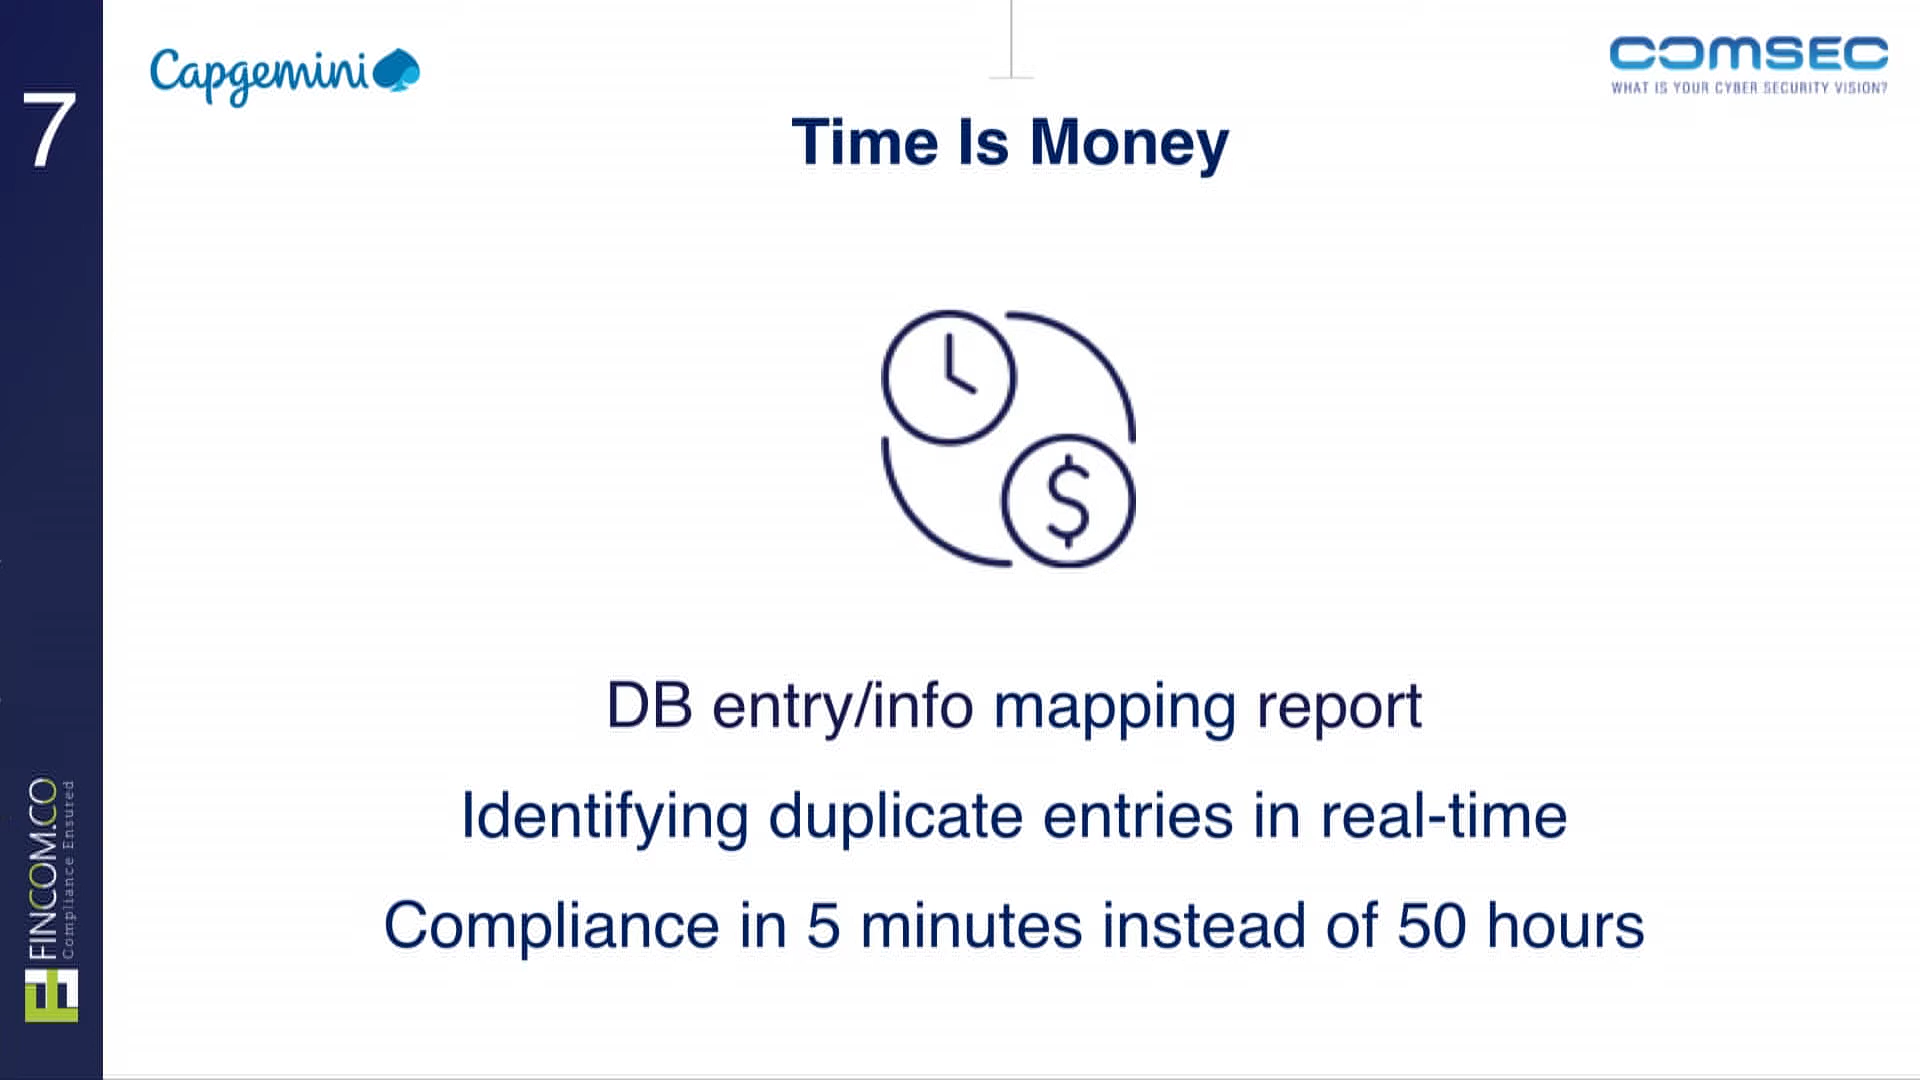 7
Capgemini
COMSEC
WHAT IS YOUR CYBER SECURITY VISION?
Time Is Money
$
DB entry/info mapping report
Identifying duplicate entries in real-time
Compliance in 5 minutes instead of 50 hours
FINCOM.CO
Compliance Ensured